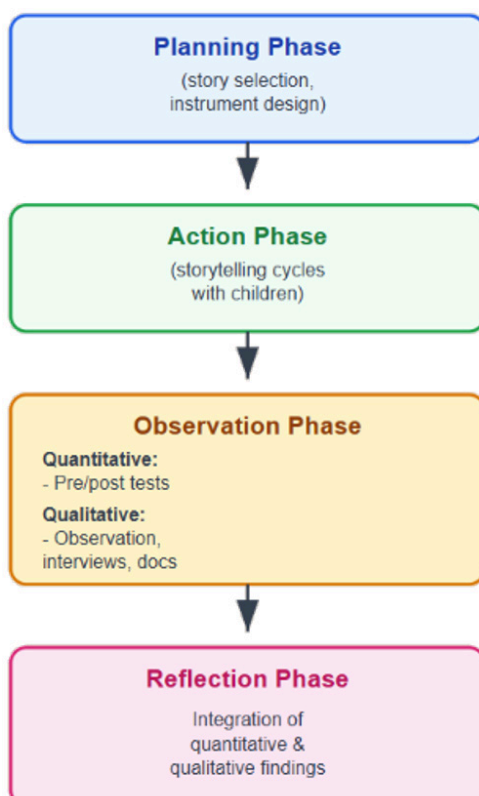 Planning Phase
(story selection,
instrument design)
Action Phase
(storytelling cycles
with children)
Observation Phase
Quantitative:
- Pre/post tests
Qualitative:
- Observation,
interviews, docs
Reflection Phase
Integration of
quantitative &
qualitative findings